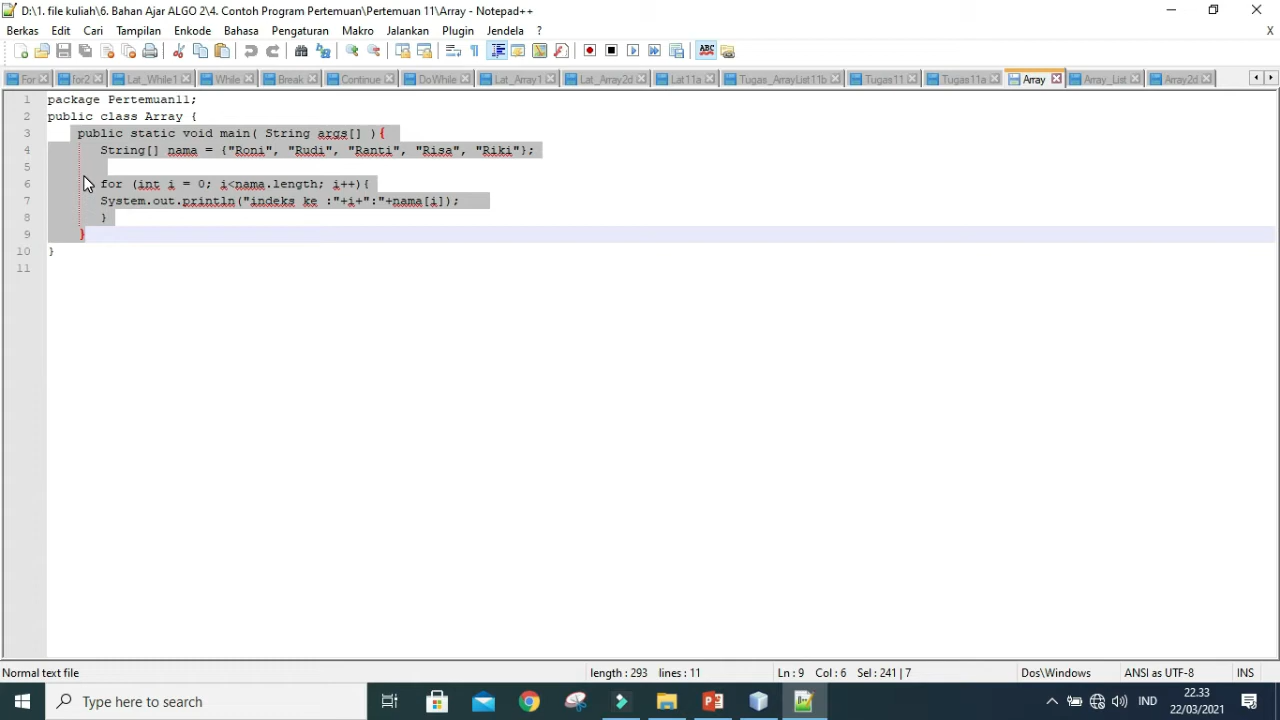 D:\1. file kuliah\6. Bahan Ajar ALGO 2\4. Contoh Program Pertemuan\Pertemuan 11\Array - Notepad++
Berkas Edit Cari Tampilan Enkode Bahasa Pengaturan Makro Jalankan Plugin Jendela ? X
For for2 Lat_While1 While Break Continue DoWhile Lat_Array1 Lat_Array2d Lat11a Tugas_ArrayList11b Tugas11 Tugas11a Array Array_List Array2d
1 package Pertemuan11;
2 public class Array {
3 public static void main( String args[] ){
4 String[] nama = {"Roni", "Rudi", "Ranti", "Risa", "Riki"};
5
6 for (int i = 0; i<nama.length; i++){
7 System.out.println("indeks ke :"+i+":"+nama[i]);
8 }
9 }
10 }
11
Normal text file length : 293 lines : 11 Ln : 9 Col : 6 Sel : 241 | 7 Dos\Windows ANSI as UTF-8 INS
Type here to search IND 22.33
22/03/2021